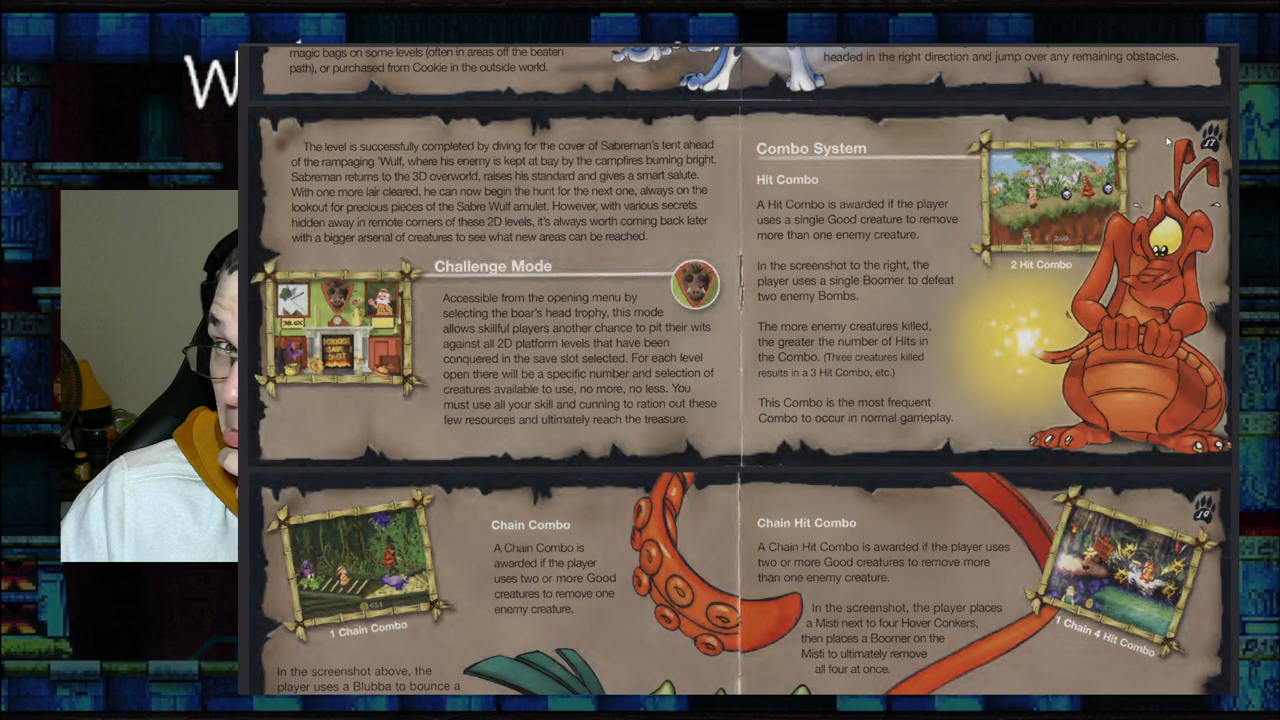 W
magic bags on some levels (often in areas off the beaten
path), or purchased from Cookie in the outside world.
headed in the right direction and jump over any remaining obstacles.
The level is successfully completed by diving for the cover of Sabreman's tent ahead
of the rampaging 'Wulf, where his enemy is kept at bay by the campfires burning bright.
Sabreman returns to the 3D overworld, raises his standard and gives a smart salute.
With one more lair cleared, he can now begin the hunt for the next one, always on the
lookout for precious pieces of the Sabre Wulf amulet. However, with various secrets
hidden away in remote corners of these 2D levels, it's always worth coming back later
with a bigger arsenal of creatures to see what new areas can be reached.
Challenge Mode
Accessible from the opening menu by
selecting the boar's head trophy, this mode
allows skillful players another chance to pit their wits
against all 2D platform levels that have been
conquered in the save slot selected. For each level
open there will be a specific number and selection of
creatures available to use, no more, no less. You
must use all your skill and cunning to ration out these
few resources and ultimately reach the treasure.
Combo System
17
Hit Combo
A Hit Combo is awarded if the player
uses a single Good creature to remove
more than one enemy creature.
2 Hit Combo
In the screenshot to the right, the
player uses a single Boomer to defeat
two enemy Bombs.
The more enemy creatures killed,
the greater the number of Hits in
the Combo. (Three creatures killed
results in a 3 Hit Combo, etc.)
This Combo is the most frequent
Combo to occur in normal gameplay.
1 Chain Combo
Chain Combo
A Chain Combo is
awarded if the player
uses two or more Good
creatures to remove one
enemy creature.
In the screenshot above, the
player uses a Blubba to bounce a
Chain Hit Combo
19
A Chain Hit Combo is awarded if the player uses
two or more Good creatures to remove more
than one enemy creature.
In the screenshot, the player places
a Misti next to four Hover Conkers,
then places a Boomer on the
Misti to ultimately remove
all four at once.
1 Chain 4 Hit Combo